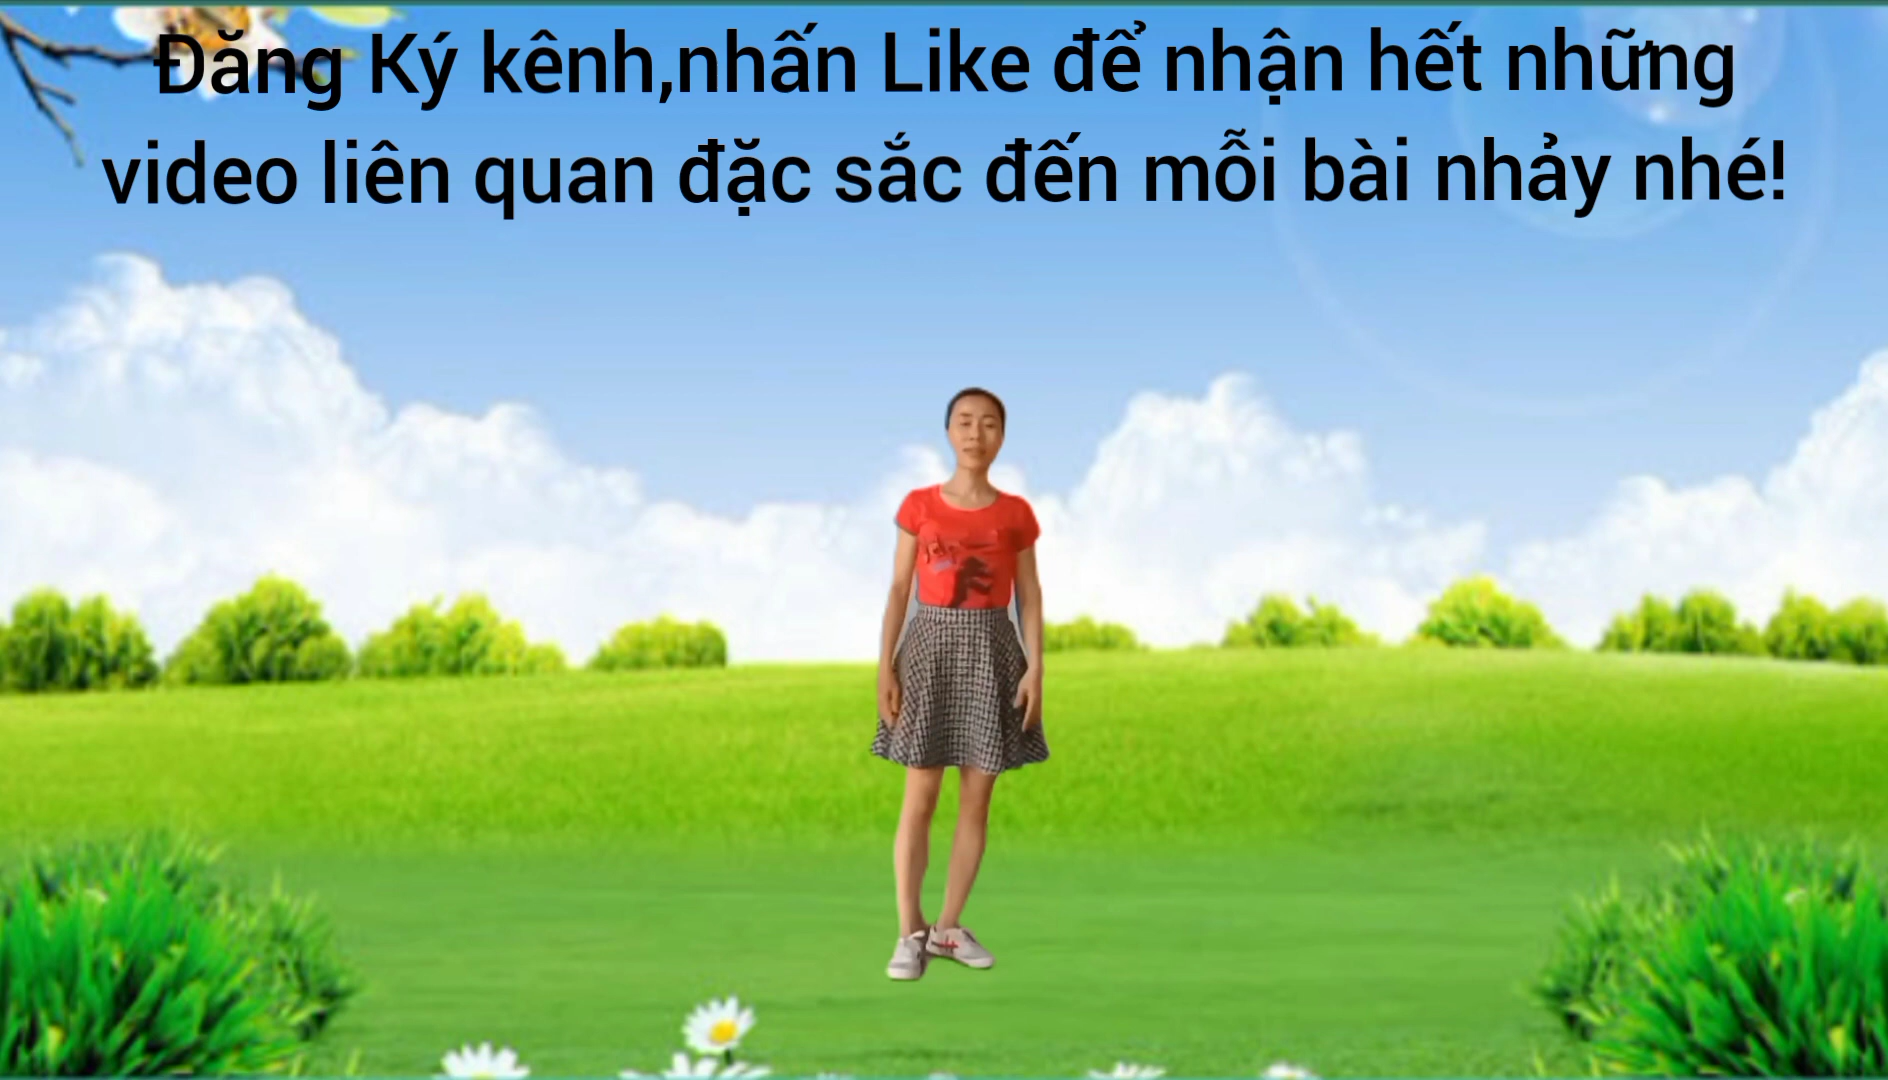 Đăng Ký kênh,nhấn Like để nhận hết những
video liên quan đặc sắc đến mỗi bài nhảy nhé!